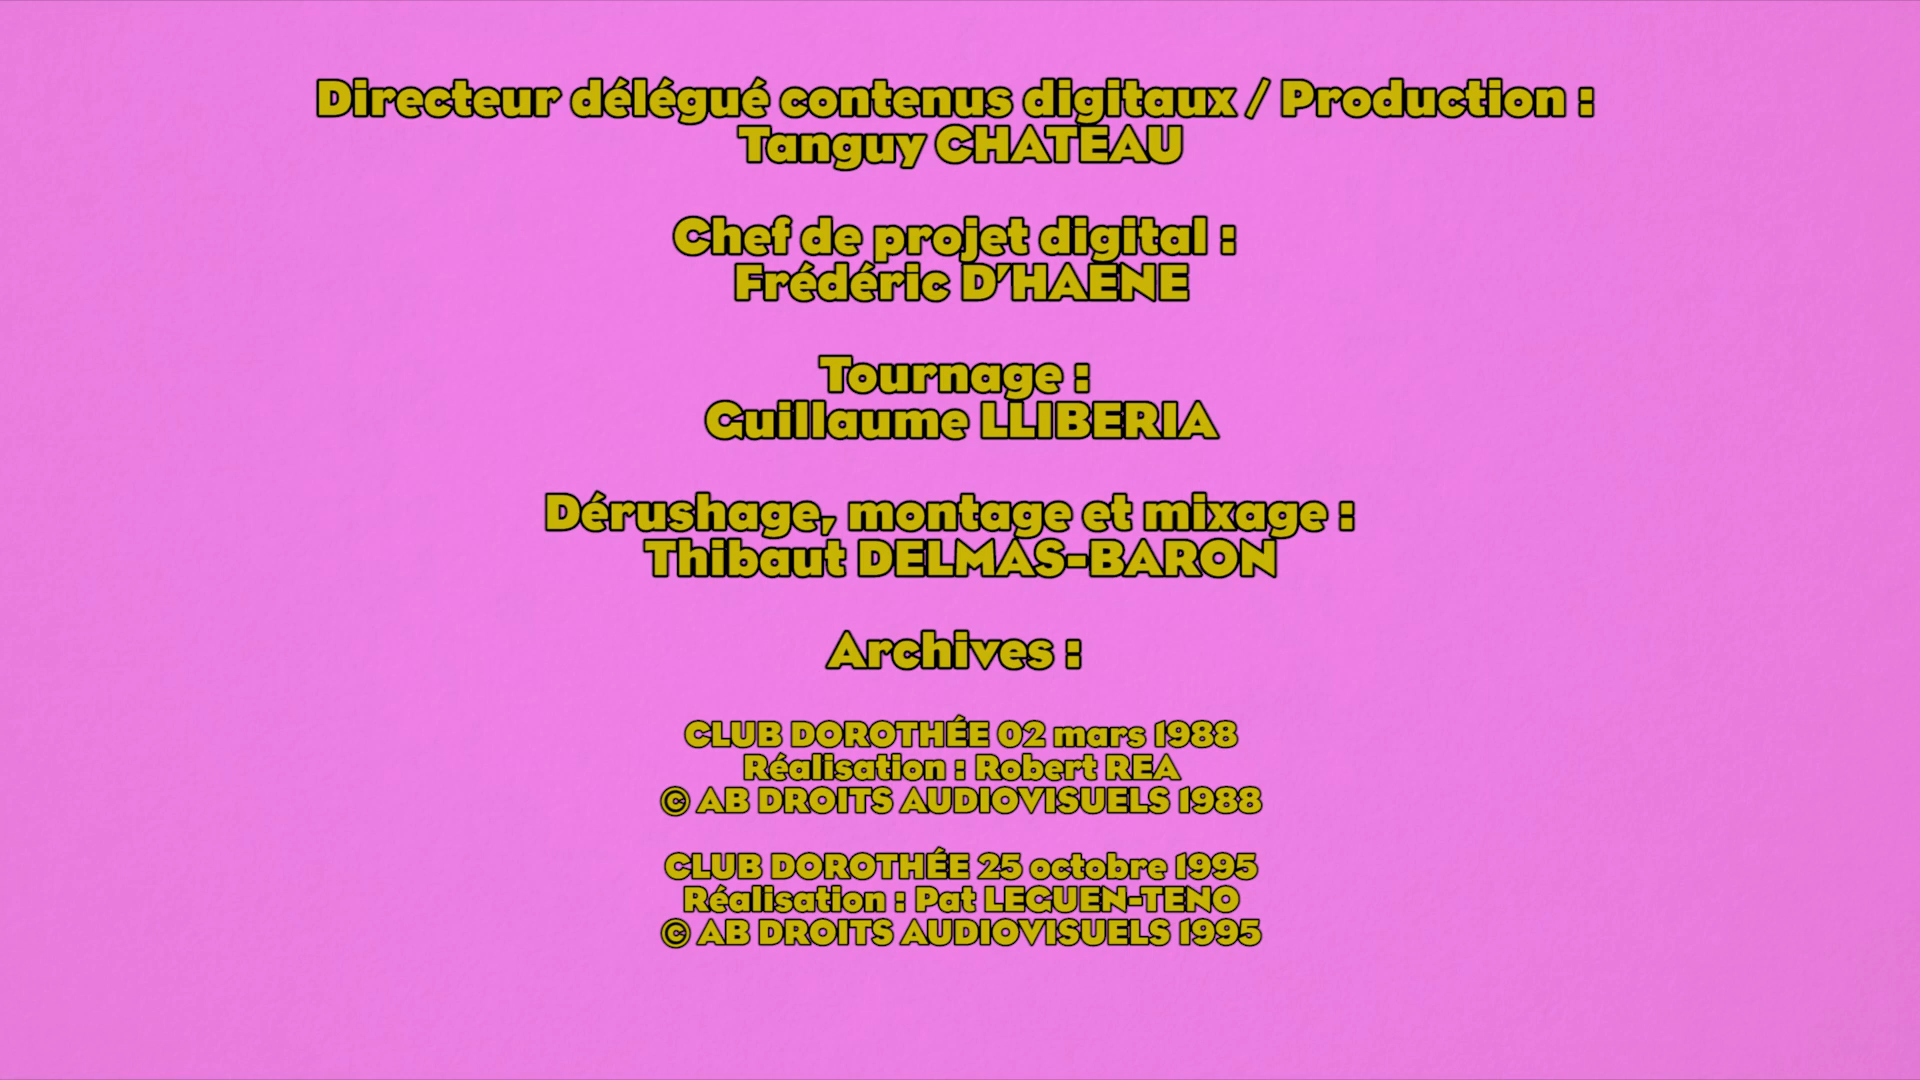 Directeur délégué contenus digitaux / Production :
Tanguy CHATEAU
Chef de projet digital :
Frédéric D'HAENE
Tournage :
Guillaume LLIBERIA
Dérushage, montage et mixage :
Thibaut DELMAS-BARON
Archives :
CLUB DOROTHÉE 02 mars 1988
Réalisation : Robert REA
© AB DROITS AUDIOVISUELS 1988
CLUB DOROTHÉE 25 octobre 1995
Réalisation : Pat LEGUEN-TENO
© AB DROITS AUDIOVISUELS 1995